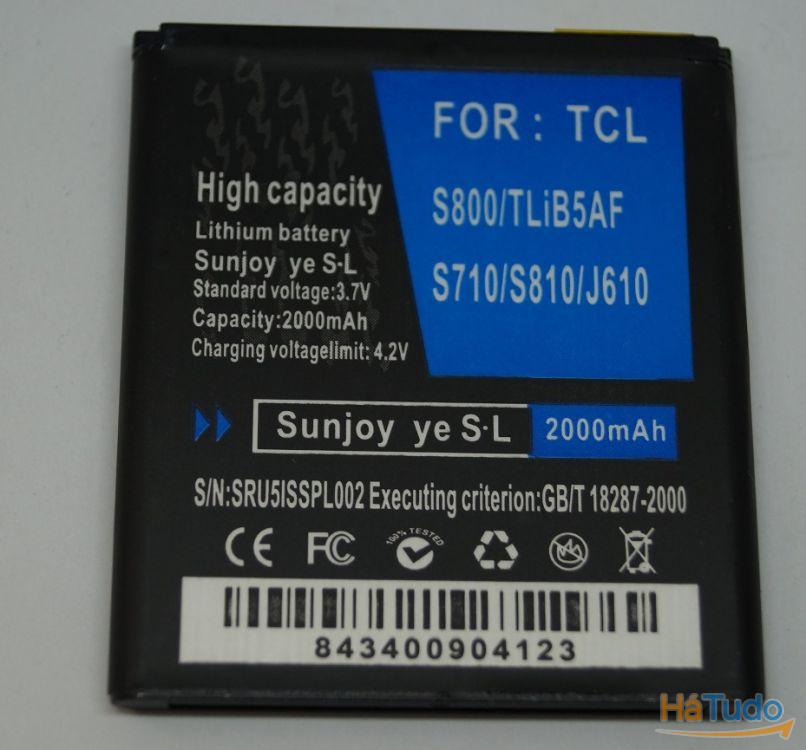 FOR: TCL
S800/TLiB5AF
S710/S810/J610
High capacity
Lithium battery
Sunjoy ye S·L
Standard voltage:3.7V
Capacity:2000mAh
Charging voltagelimit: 4.2V
Sunjoy ye S·L 2000mAh
S/N:SRU5ISSPL002 Executing criterion:GB/T 18287-2000
CE FC 100% TESTED
843400904123
HáTudo